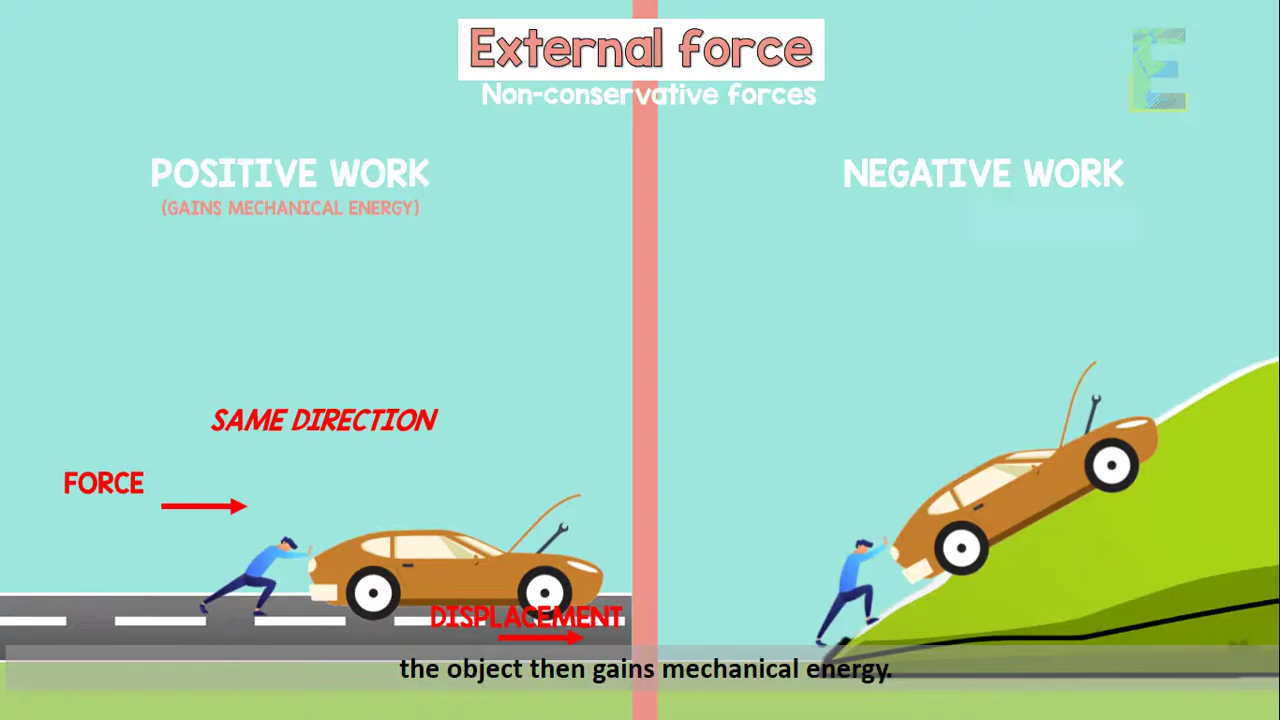 External force
Non-conservative forces
E
POSITIVE WORK
(GAINS MECHANICAL ENERGY)
NEGATIVE WORK
SAME DIRECTION
FORCE
DISPLACEMENT
the object then gains mechanical energy.